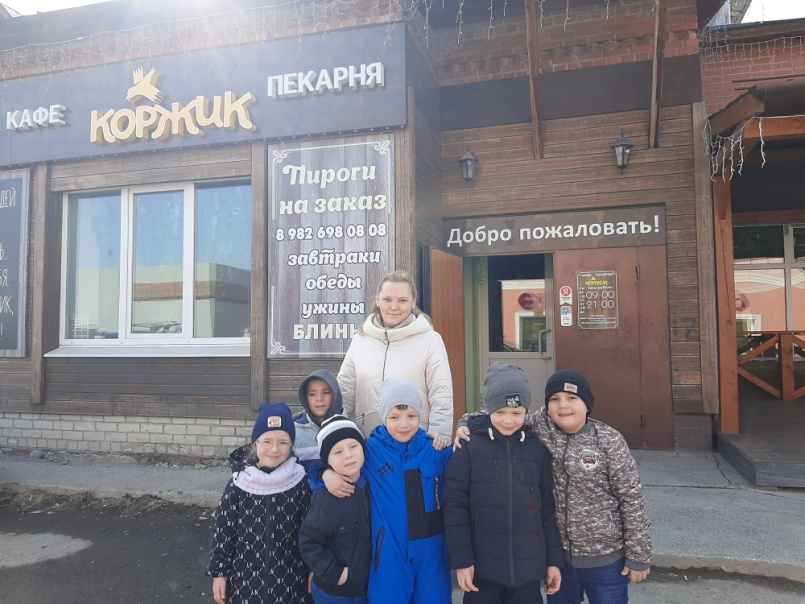 КАФЕ
КОРЖИК
ПЕКАРНЯ
Пироги
на заказ
8 982 698 08 08
завтраки
обеды
ужины
БЛИНЫ
Добро пожаловать!
КОРЖИК
09-00
21-00